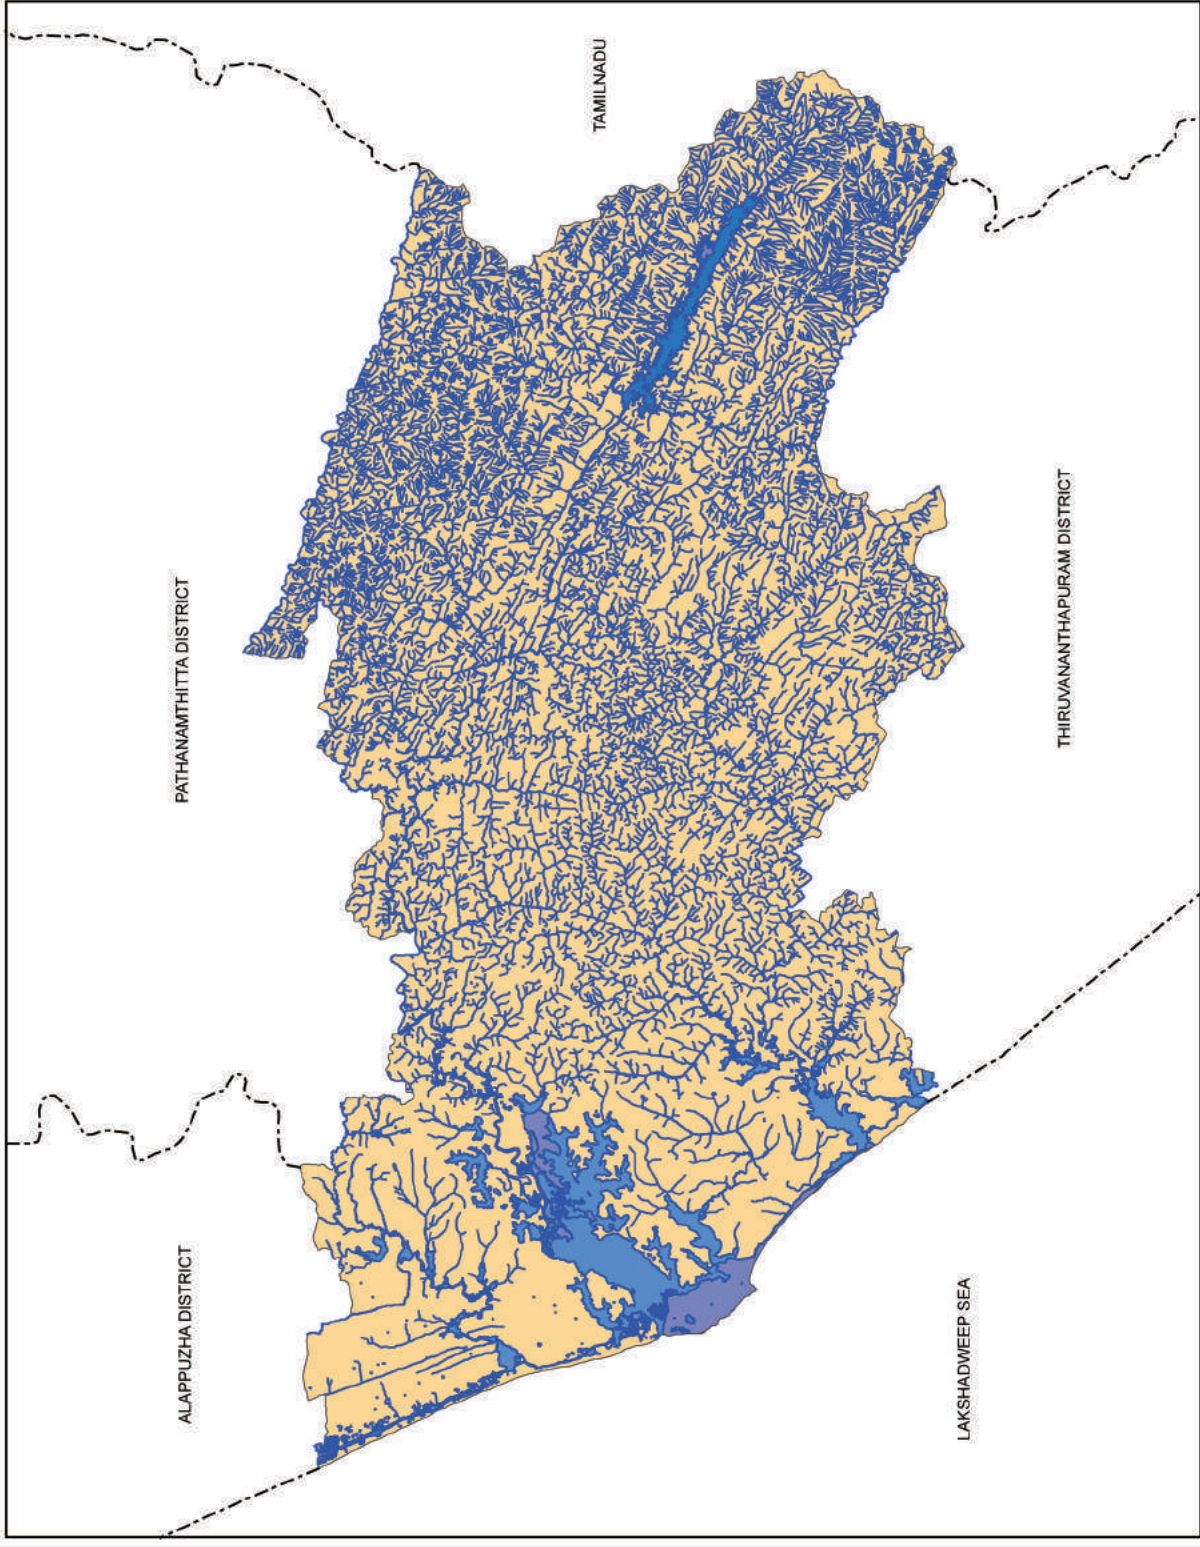 TAMILNADU
PATHANAMTHITTA DISTRICT
THIRUVANANTHAPURAM DISTRICT
ALAPPUZHA DISTRICT
LAKSHADWEEP SEA